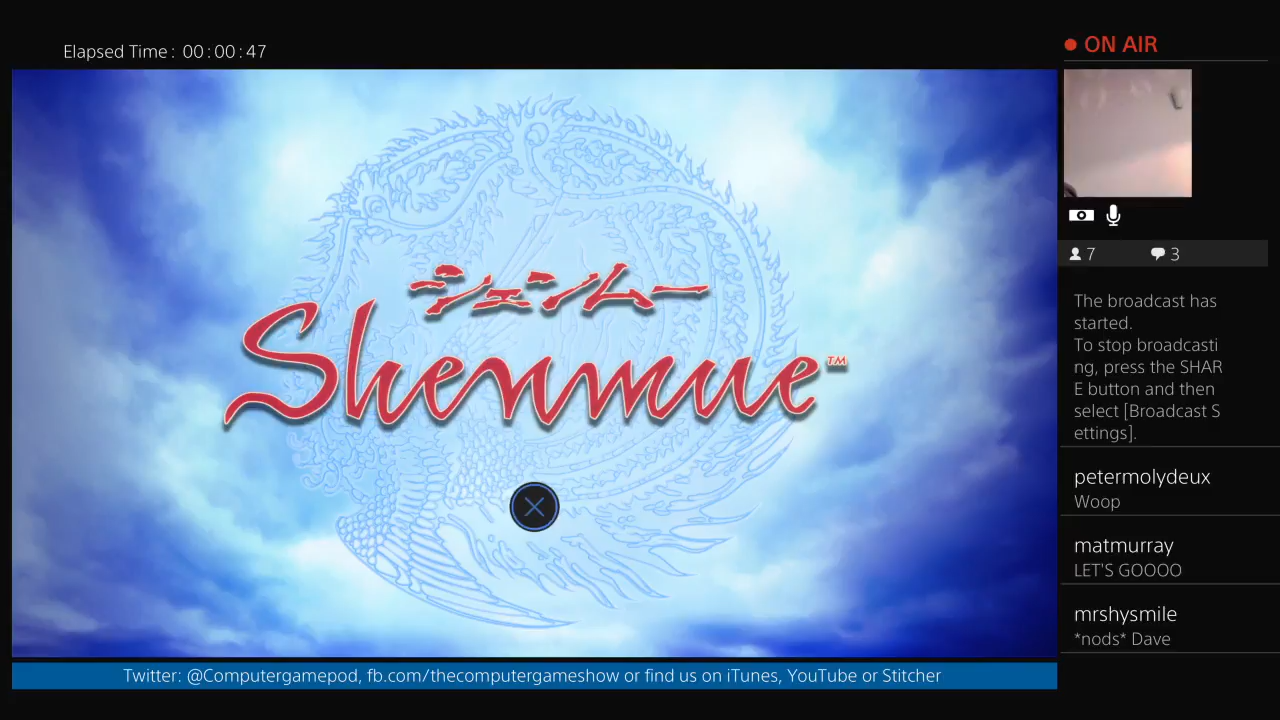 Elapsed Time: 00:00:47
ON AIR
シェンムー
Shenmue™
7 3
The broadcast has
started.
To stop broadcasti
ng, press the SHAR
E button and then
select [Broadcast S
ettings].
petermolydeux
Woop
matmurray
LET'S GOOOO
mrshysmile
*nods* Dave
Twitter: @Computergamepod, fb.com/thecomputergameshow or find us on iTunes, YouTube or Stitcher